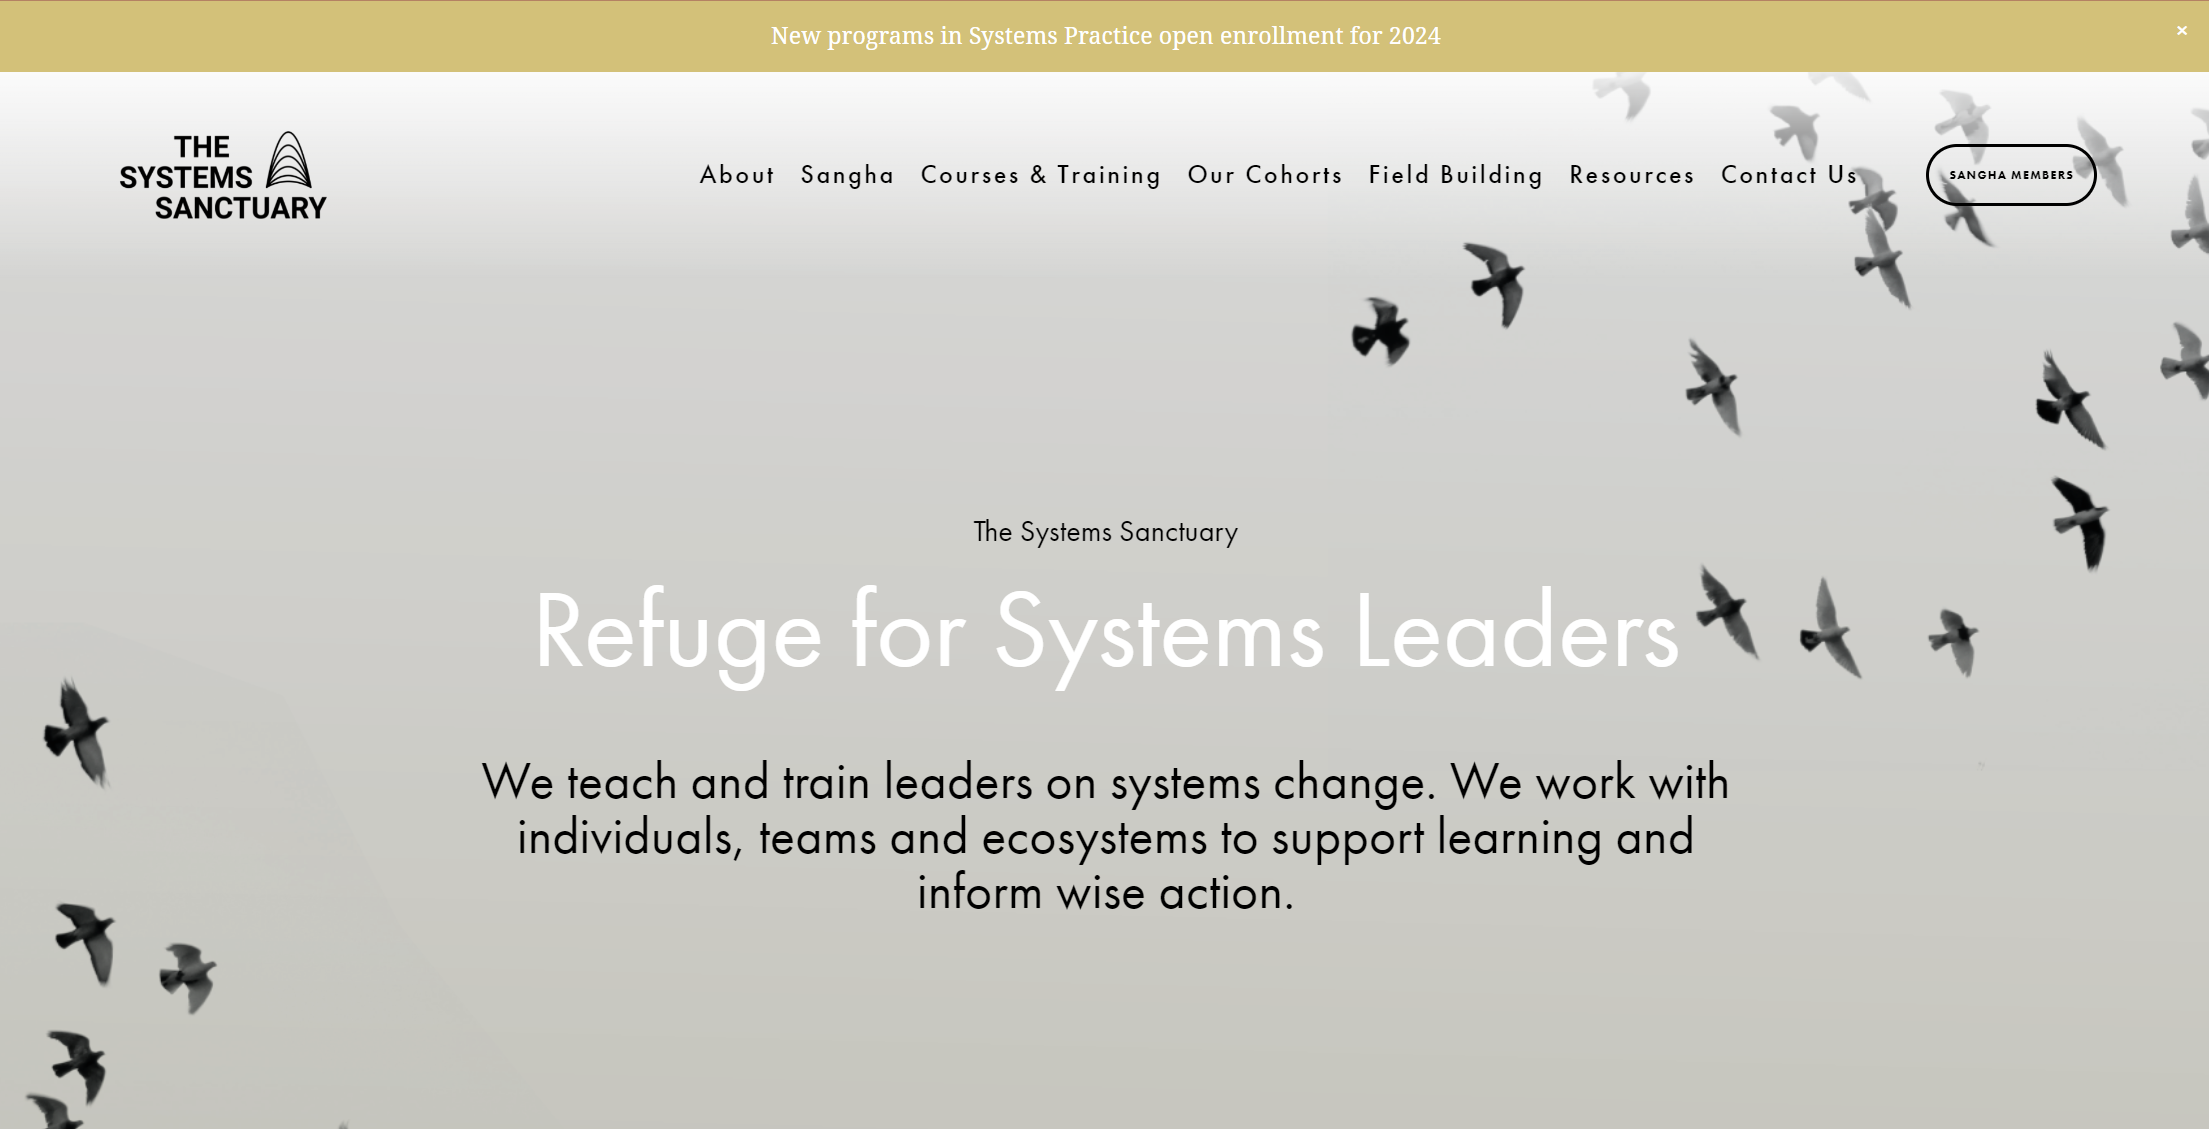 New programs in Systems Practice open enrollment for 2024
×
THE
SYSTEMS
SANCTUARY
About Sangha Courses & Training Our Cohorts Field Building Resources Contact Us SANGHA MEMBERS
The Systems Sanctuary
Refuge for Systems Leaders
We teach and train leaders on systems change. We work with
individuals, teams and ecosystems to support learning and
inform wise action.